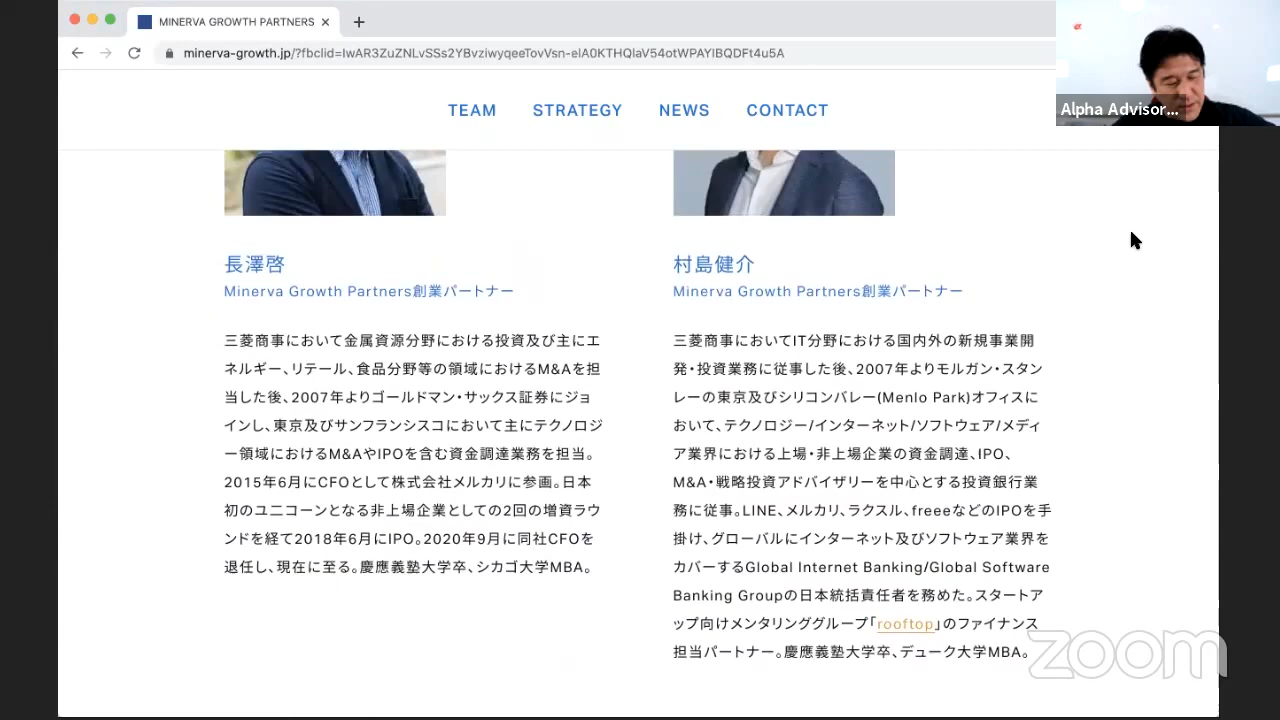 MINERVA GROWTH PARTNERS
minerva-growth.jp/?fbclid=IwAR3ZuZNLvSSs2YBvziwyqeeTovVsn-elA0KTHQlaV54otWPAYlBQDFt4u5A
Alpha Advisor...
TEAM STRATEGY NEWS CONTACT
長澤啓
Minerva Growth Partners創業パートナー
三菱商事において金属資源分野における投資及び主にエ
ネルギー、リテール、食品分野等の領域におけるM&Aを担
当した後、2007年よりゴールドマン・サックス証券にジョ
インし、東京及びサンフランシスコにおいて主にテクノロジ
ー領域におけるM&AやIPOを含む資金調達業務を担当。
2015年6月にCFOとして株式会社メルカリに参画。日本
初のユニコーンとなる非上場企業としての2回の増資ラウ
ンドを経て2018年6月にIPO。2020年9月に同社CFOを
退任し、現在に至る。慶應義塾大学卒、シカゴ大学MBA。
村島健介
Minerva Growth Partners創業パートナー
三菱商事においてIT分野における国内外の新規事業開
発・投資業務に従事した後、2007年よりモルガン・スタン
レーの東京及びシリコンバレー(Menlo Park)オフィスに
おいて、テクノロジー/インターネット/ソフトウェア/メディ
ア業界における上場・非上場企業の資金調達、IPO、
M&A・戦略投資アドバイザリーを中心とする投資銀行業
務に従事。LINE、メルカリ、ラクスル、freeeなどのIPOを手
掛け、グローバルにインターネット及びソフトウェア業界を
カバーするGlobal Internet Banking/Global Software
Banking Groupの日本統括責任者を務めた。スタートア
ップ向けメンタリンググループ「rooftop」のファイナンス
担当パートナー。慶應義塾大学卒、デューク大学MBA。
zoom